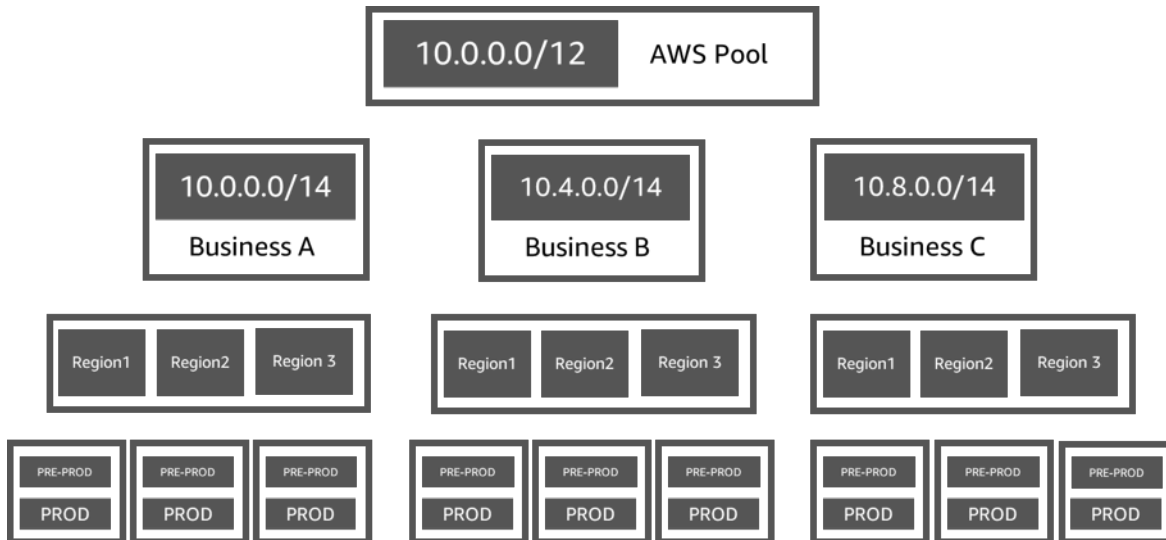 10.0.0.0/12 AWS Pool
10.0.0.0/14
Business A
10.4.0.0/14
Business B
10.8.0.0/14
Business C
Region1 Region2 Region 3
Region1 Region2 Region 3
Region1 Region2 Region 3
PRE-PROD PRE-PROD PRE-PROD
PROD PROD PROD
PRE-PROD PRE-PROD PRE-PROD
PROD PROD PROD
PRE-PROD PRE-PROD PRE-PROD
PROD PROD PROD